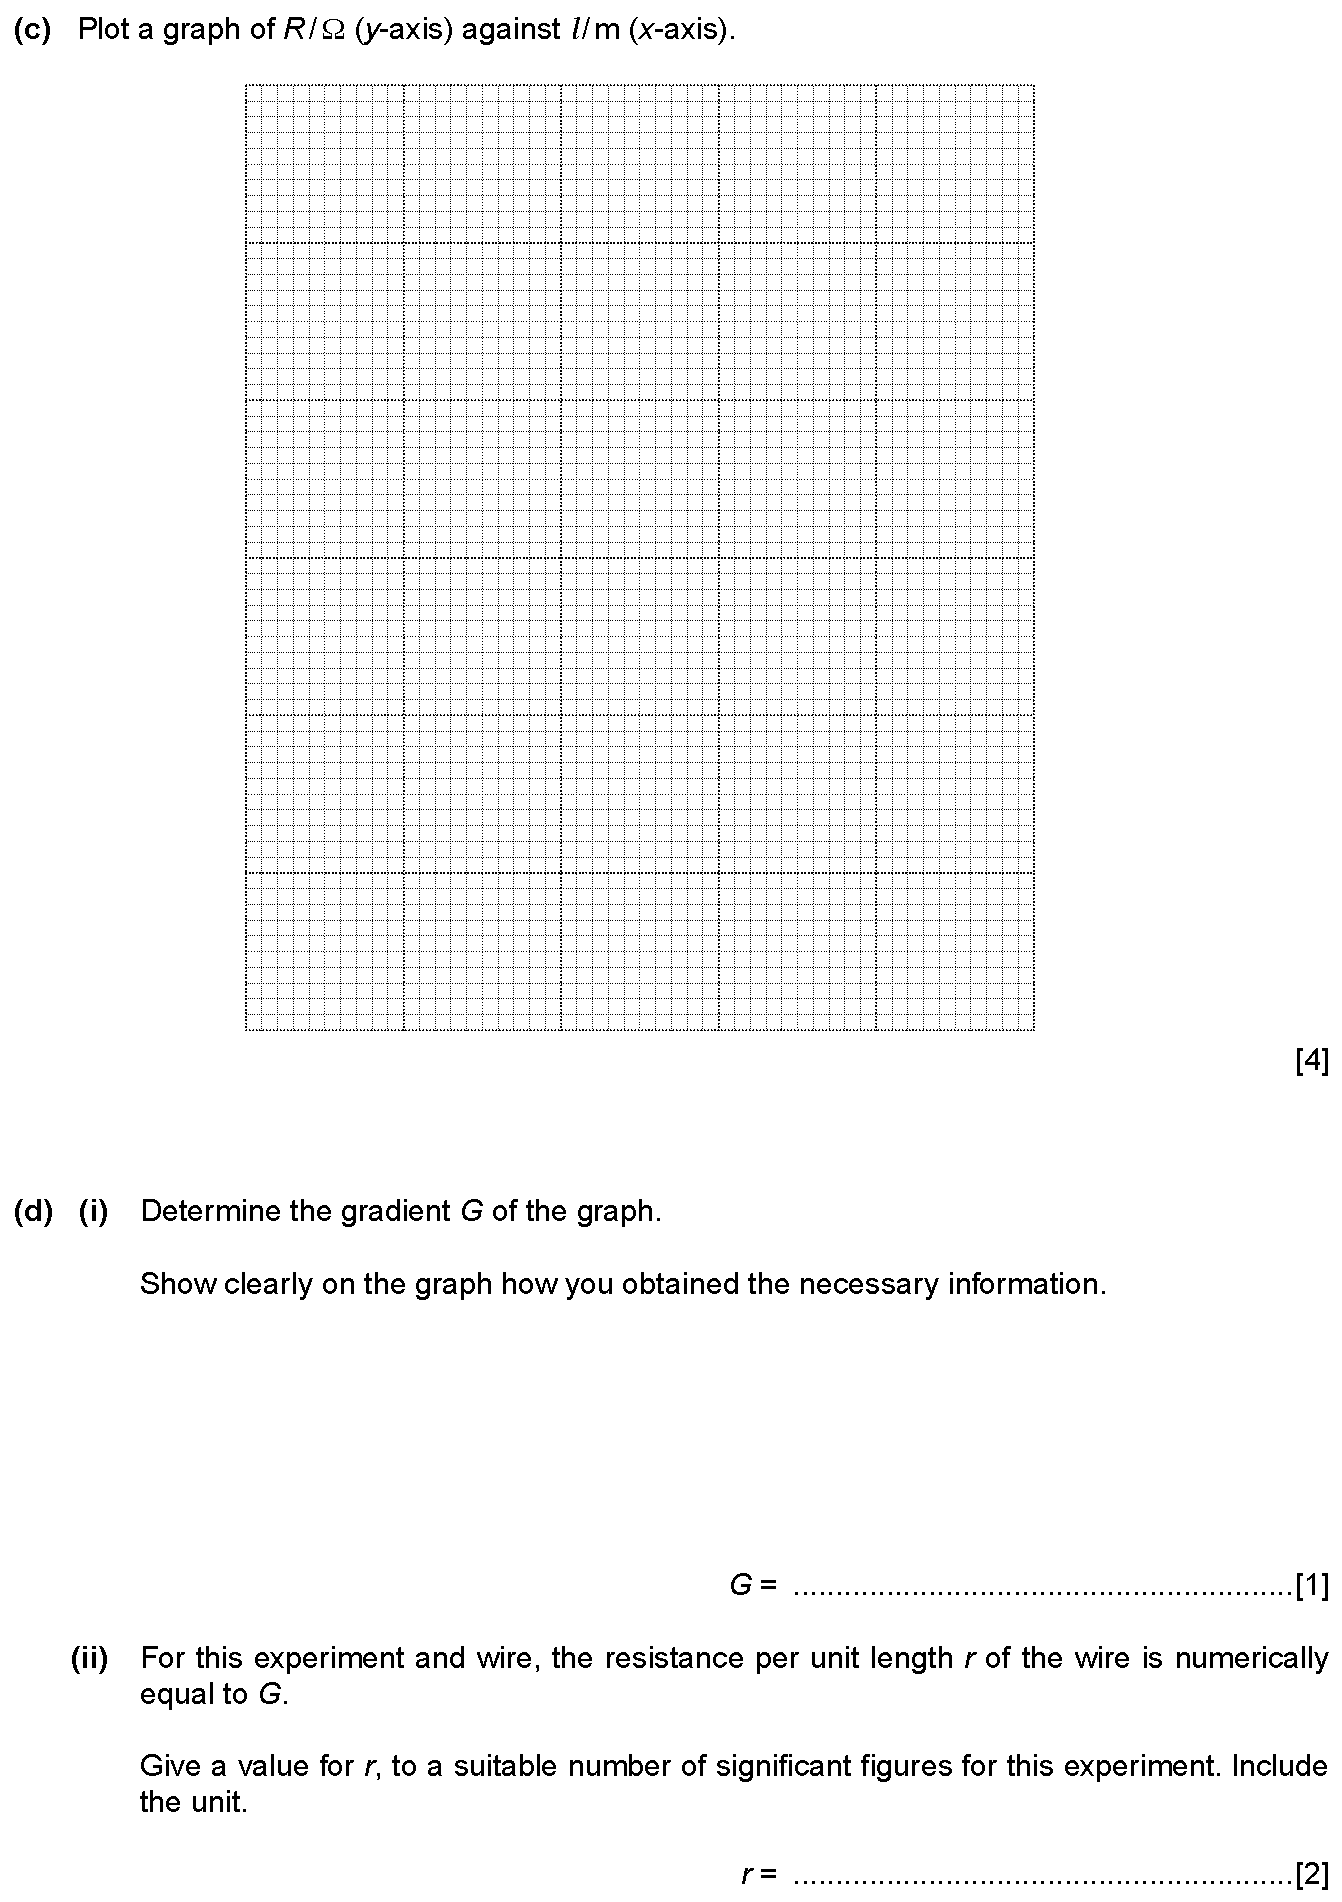 (c) Plot a graph of R/Ω (y-axis) against l/m (x-axis).
[4]
(d) (i) Determine the gradient G of the graph.
Show clearly on the graph how you obtained the necessary information.
G = ...........................................................[1]
(ii) For this experiment and wire, the resistance per unit length r of the wire is numerically
equal to G.
Give a value for r, to a suitable number of significant figures for this experiment. Include
the unit.
r = ...........................................................[2]